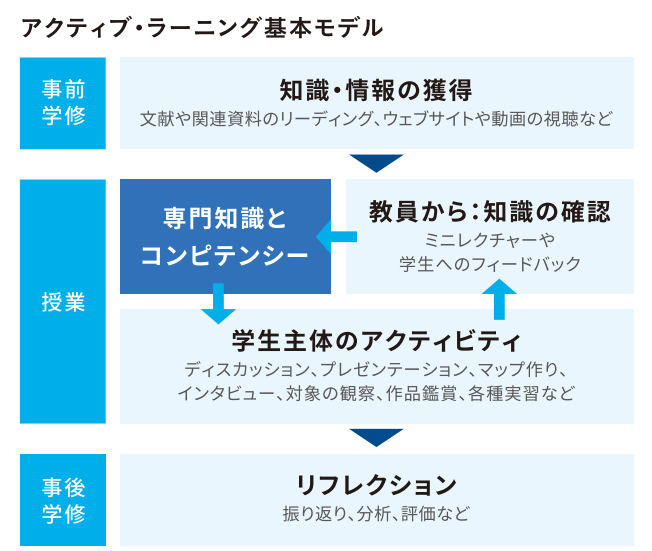 アクティブ・ラーニング基本モデル
事前
学修
知識・情報の獲得
文献や関連資料のリーディング、ウェブサイトや動画の視聴など
授業
専門知識と
コンピテンシー
教員から：知識の確認
ミニレクチャーや
学生へのフィードバック
学生主体のアクティビティ
ディスカッション、プレゼンテーション、マップ作り、
インタビュー、対象の観察、作品鑑賞、各種実習など
事後
学修
リフレクション
振り返り、分析、評価など